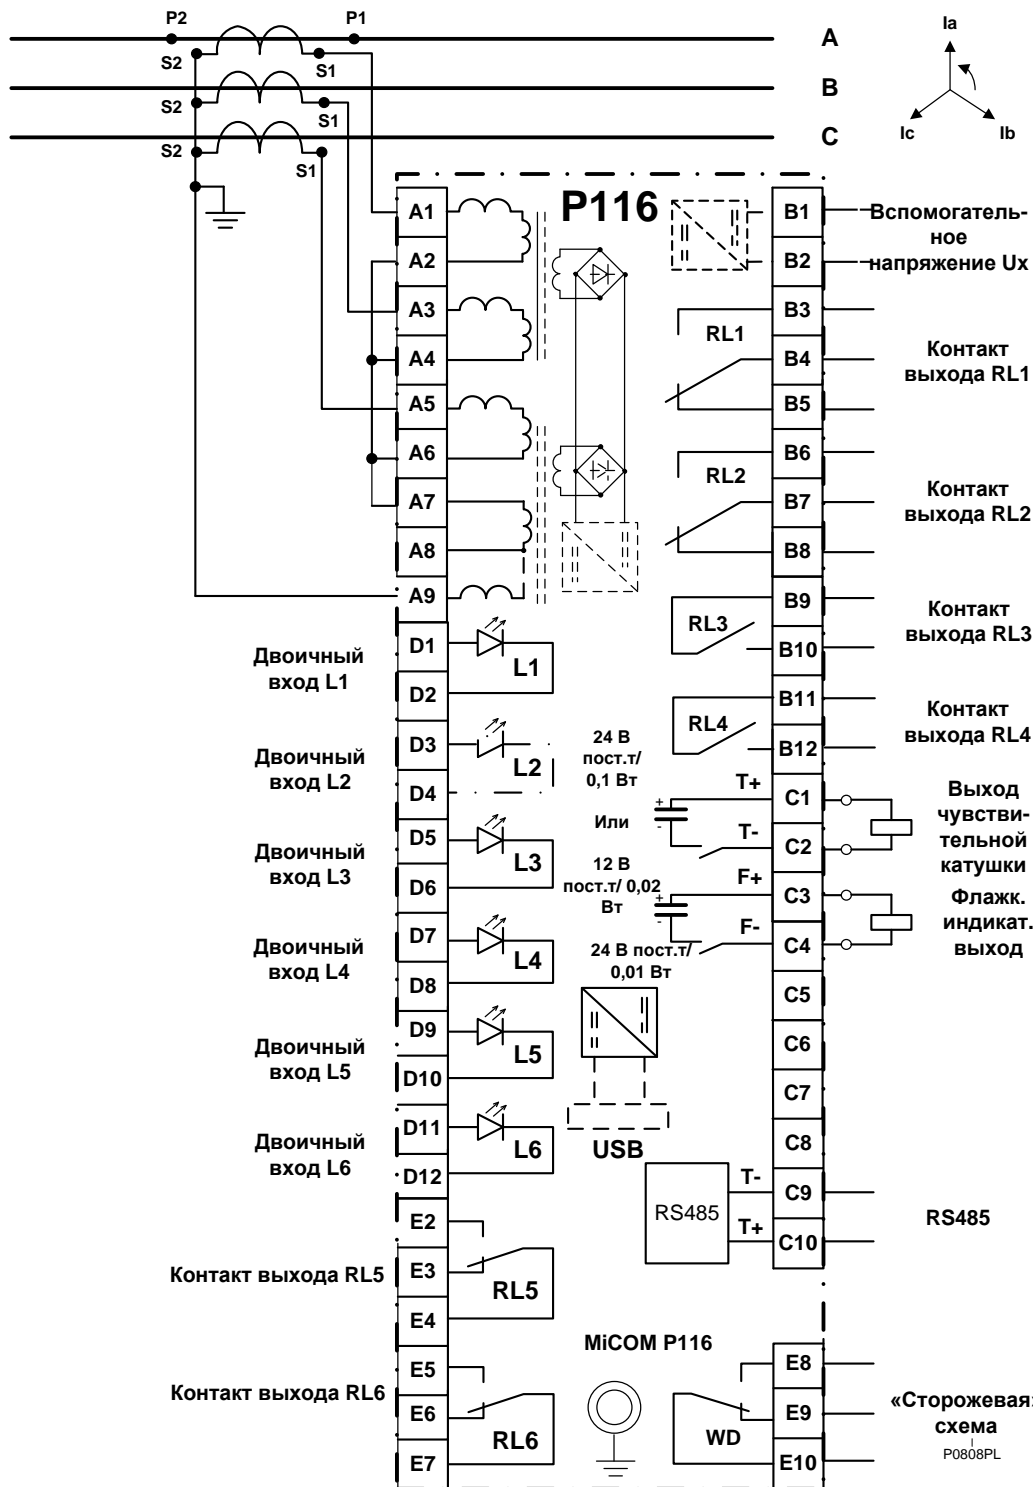 P2
P1
A
Ia
S2
S1
B
S2
S1
Ic
Ib
C
S2
S1
P116
A1
A2
A3
A4
A5
A6
A7
A8
A9
B1
Вспомогатель-
ное
B2
напряжение Ux
B3
RL1
B4
Контакт
выхода RL1
B5
B6
RL2
B7
Контакт
выхода RL2
B8
B9
RL3
Контакт
выхода RL3
B10
B11
RL4
Контакт
выхода RL4
B12
Двоичный
вход L1
D1
L1
D2
Двоичный
вход L2
D3
L2
D4
Двоичный
вход L3
D5
L3
D6
Двоичный
вход L4
D7
L4
D8
Двоичный
вход L5
D9
L5
D10
Двоичный
вход L6
D11
L6
D12
24 В
пост.т/
0,1 Вт
Или
12 В
пост.т/ 0,02
Вт
24 В пост.т/
0,01 Вт
+
-
T+
C1
T-
C2
Выход
чувстви-
тельной
катушки
+
-
F+
C3
F-
C4
Флажк.
индикат.
выход
C5
C6
C7
C8
USB
RS485
T-
C9
T+
C10
RS485
Контакт выхода RL5
E2
E3
RL5
E4
Контакт выхода RL6
E5
E6
RL6
E7
MiCOM P116
WD
E8
E9
E10
«Сторожевая
схема
P0808PL